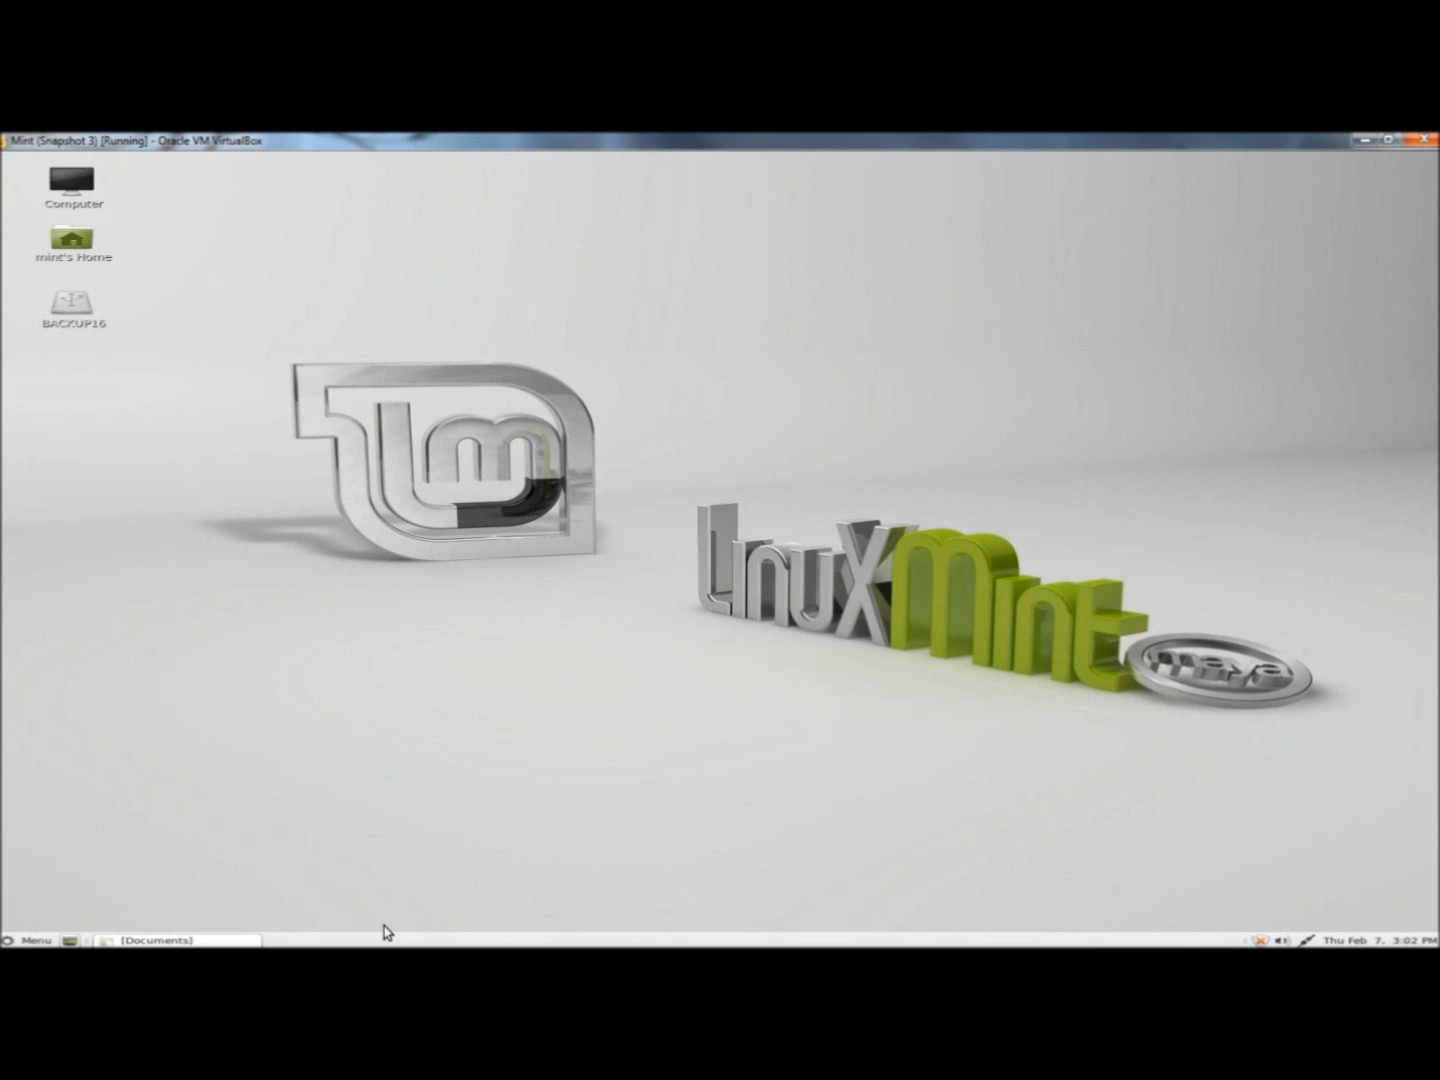 Mint (Snapshot 3) [Running] - Oracle VM VirtualBox
Computer
mint's Home
BACKUP16
lm
Linux Mint
maya
Menu
[Documents]
Thu Feb 7, 3:02 PM